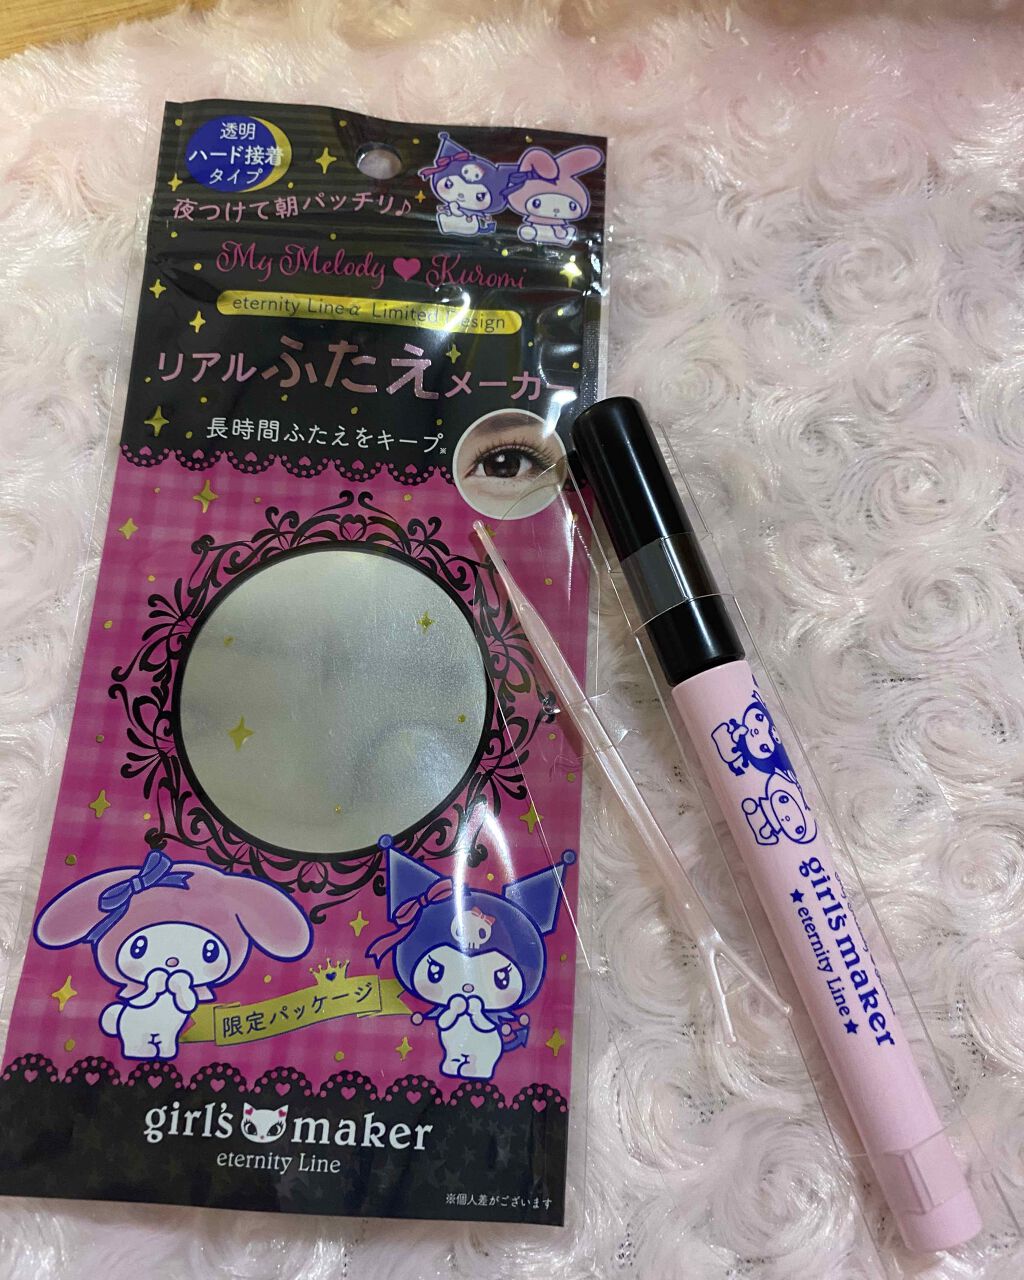 透明
ハード接着
タイプ
夜つけて朝パッチリ♪
My Melody ♥ Kuromi
eternity Line α Limited Design
リアルふたえメーカー
長時間ふたえをキープ※
限定パッケージ
girl's maker
eternity Line
※個人差がございます
girl's maker
★eternity Line★